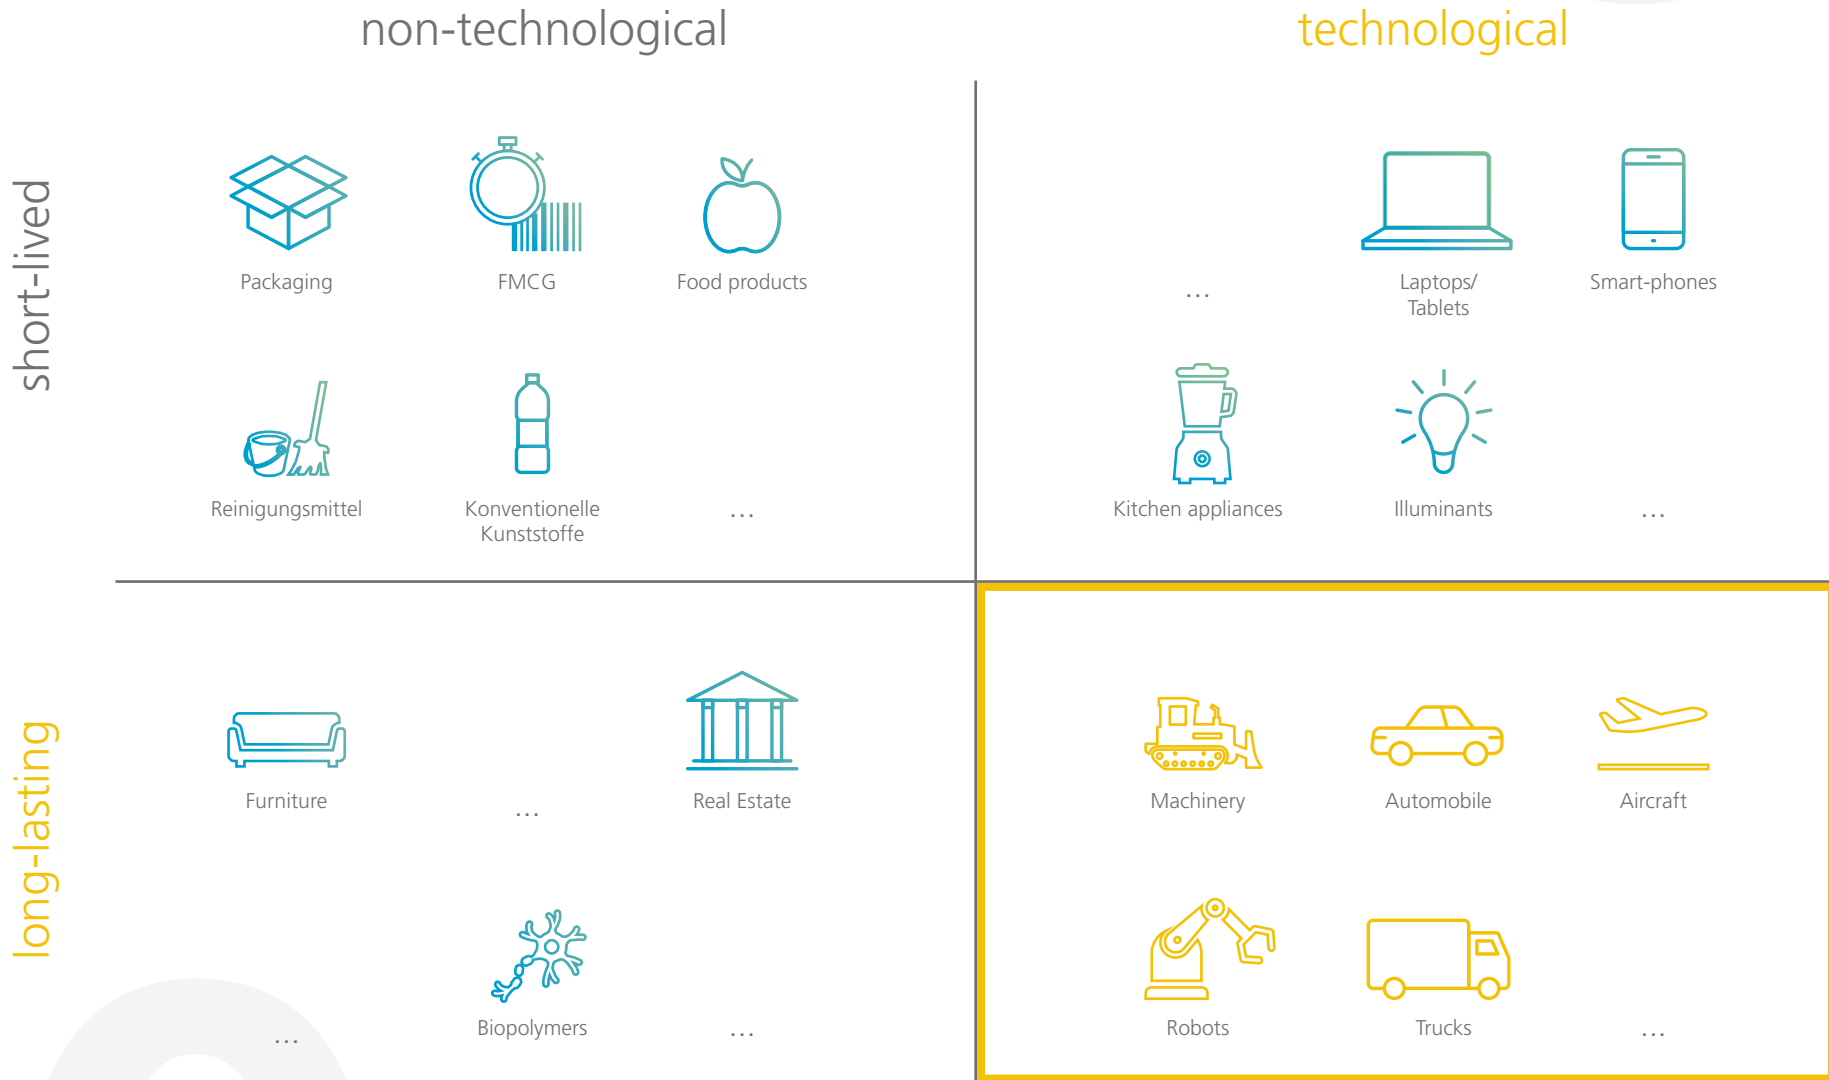 non-technological
technological
short-lived
Packaging
FMCG
Food products
...
Laptops/
Tablets
Smart-phones
Reinigungsmittel
Konventionelle
Kunststoffe
...
Kitchen appliances
Illuminants
...
long-lasting
Furniture
...
Real Estate
Machinery
Automobile
Aircraft
...
Biopolymers
...
Robots
Trucks
...